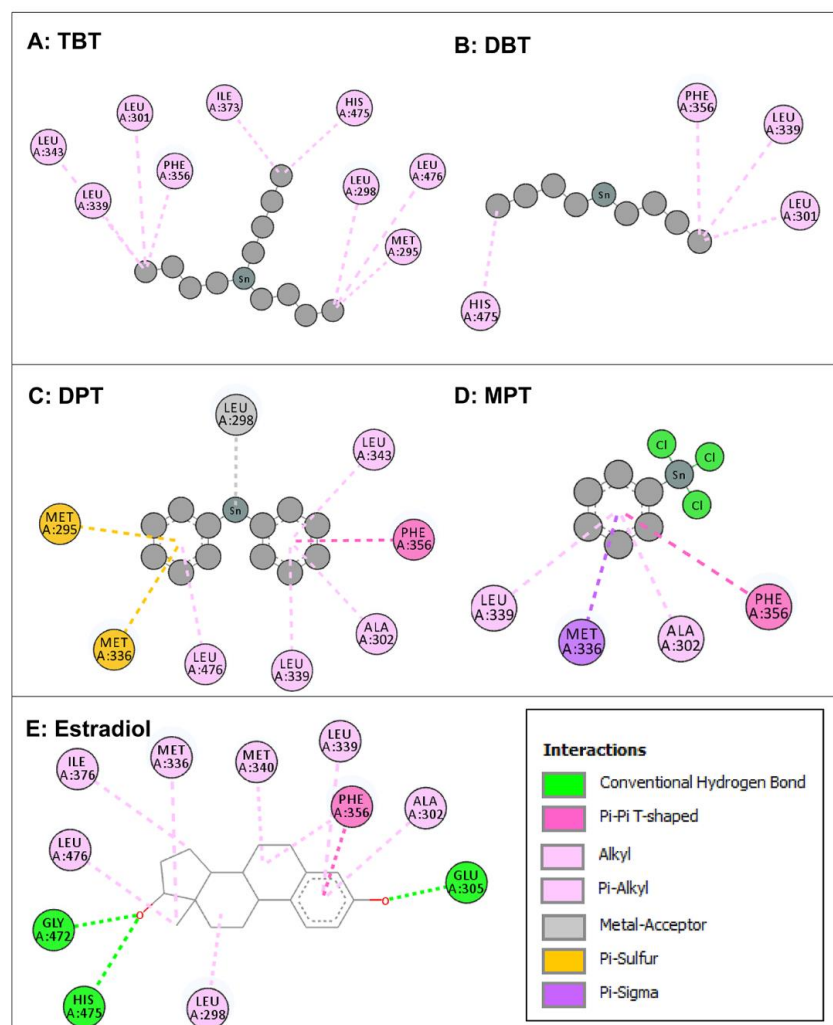 A: TBT
B: DBT
ILE
A:373
LEU
A:301
HIS
A:475
LEU
A:343
PHE
A:356
LEU
A:298
LEU
A:476
LEU
A:339
MET
A:295
Sn
PHE
A:356
LEU
A:339
LEU
A:301
Sn
HIS
A:475
C: DPT
D: MPT
LEU
A:298
LEU
A:343
MET
A:295
Sn
PHE
A:356
MET
A:336
LEU
A:476
LEU
A:339
ALA
A:302
Cl
Cl
Sn
Cl
LEU
A:339
MET
A:336
ALA
A:302
PHE
A:356
E: Estradiol
ILE
A:376
MET
A:336
MET
A:340
LEU
A:339
PHE
A:356
ALA
A:302
LEU
A:476
GLU
A:305
GLY
A:472
O
O
HIS
A:475
LEU
A:298
Interactions
Conventional Hydrogen Bond
Pi-Pi T-shaped
Alkyl
Pi-Alkyl
Metal-Acceptor
Pi-Sulfur
Pi-Sigma